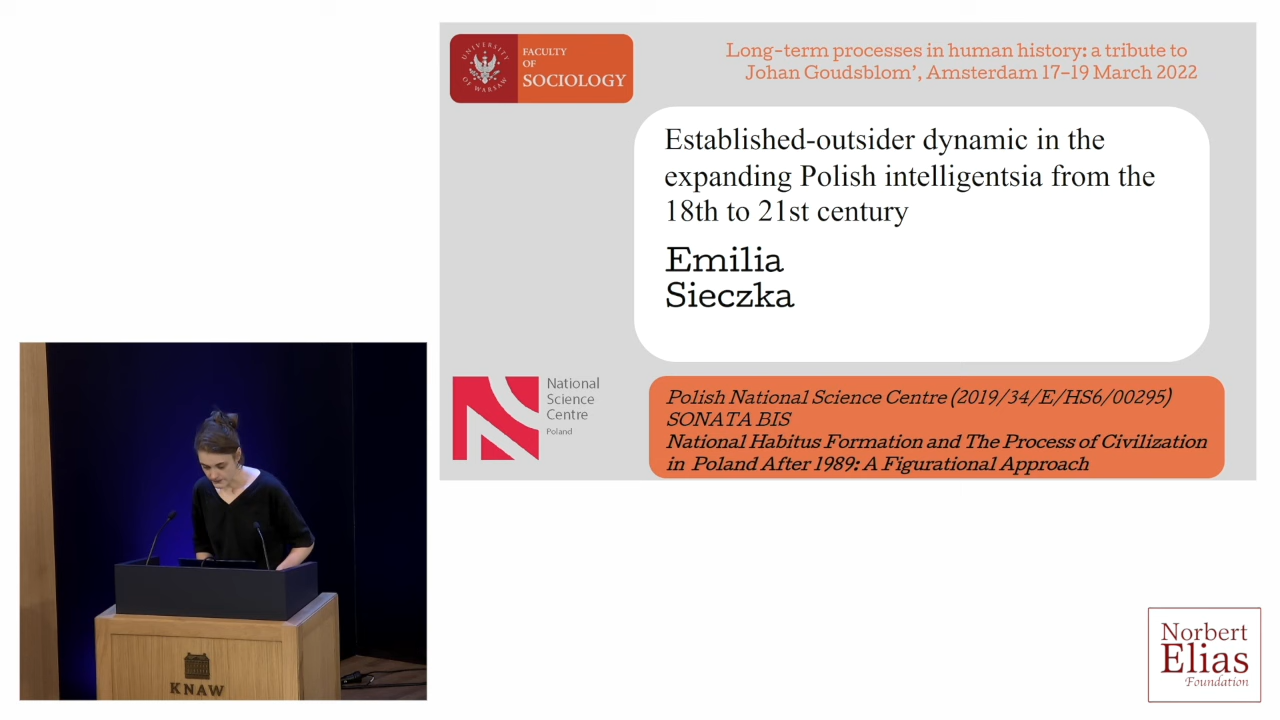 UNIVERSITY OF WARSAW
FACULTY
OF
SOCIOLOGY
Long-term processes in human history: a tribute to
Johan Goudsblom’, Amsterdam 17–19 March 2022
Established-outsider dynamic in the
expanding Polish intelligentsia from the
18th to 21st century
Emilia
Sieczka
National
Science
Centre
Poland
Polish National Science Centre (2019/34/E/HS6/00295)
SONATA BIS
National Habitus Formation and The Process of Civilization
in Poland After 1989: A Figurational Approach
KNAW
Norbert
Elias
Foundation